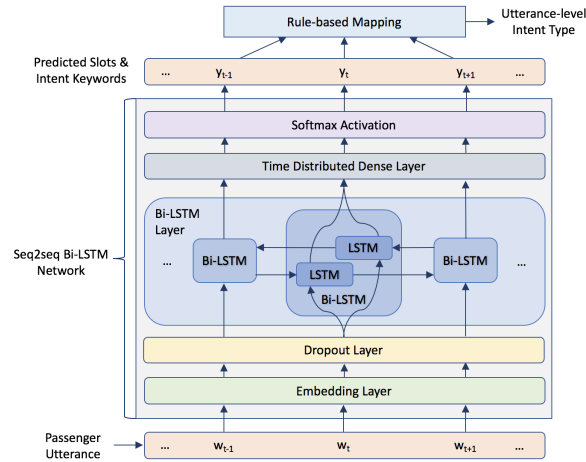 Rule-based Mapping
Utterance-level
Intent Type
Predicted Slots &
Intent Keywords
... yt-1 yt yt+1 ...
Softmax Activation
Time Distributed Dense Layer
Bi-LSTM
Layer
Seq2seq Bi-LSTM
Network
... Bi-LSTM LSTM LSTM Bi-LSTM Bi-LSTM ...
Dropout Layer
Embedding Layer
Passenger
Utterance
... wt-1 wt wt+1 ...